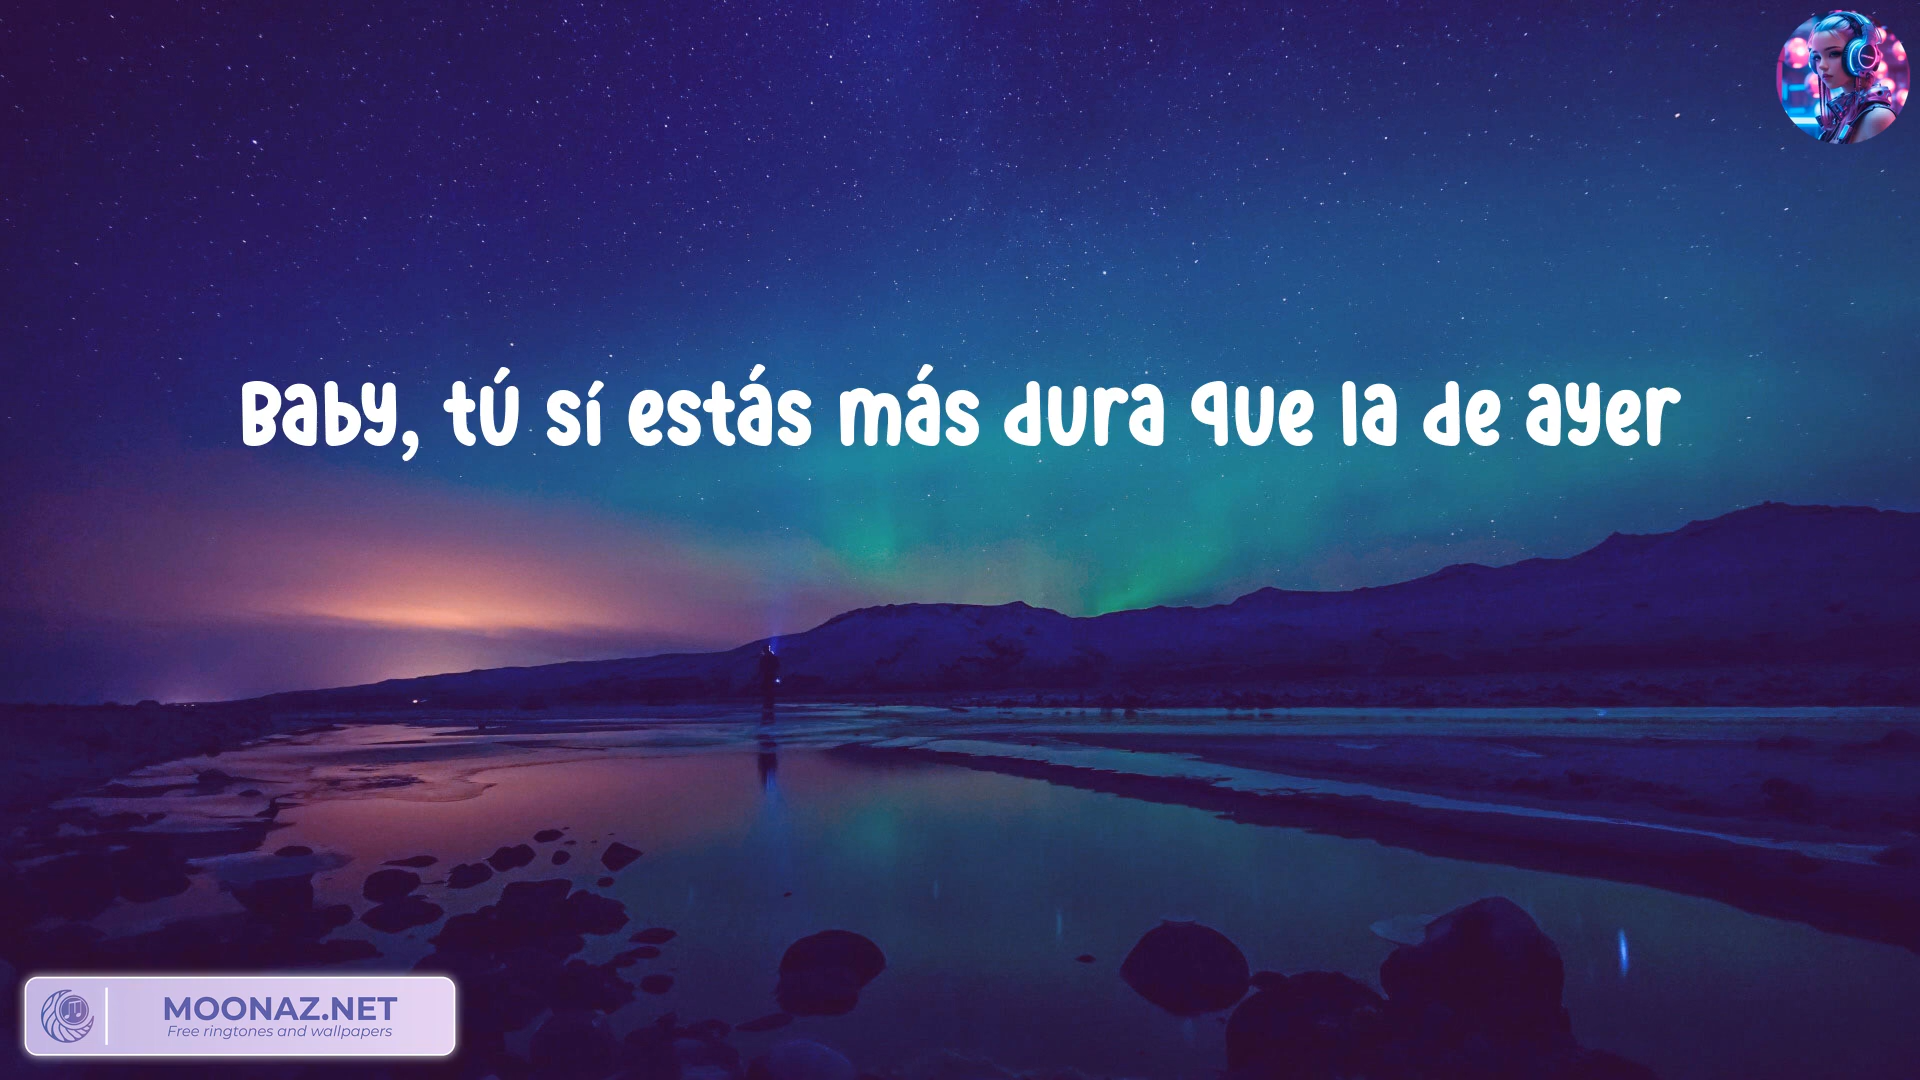 Baby, tú sí estás más dura que la de ayer
MOONAZ.NET
Free ringtones and wallpapers